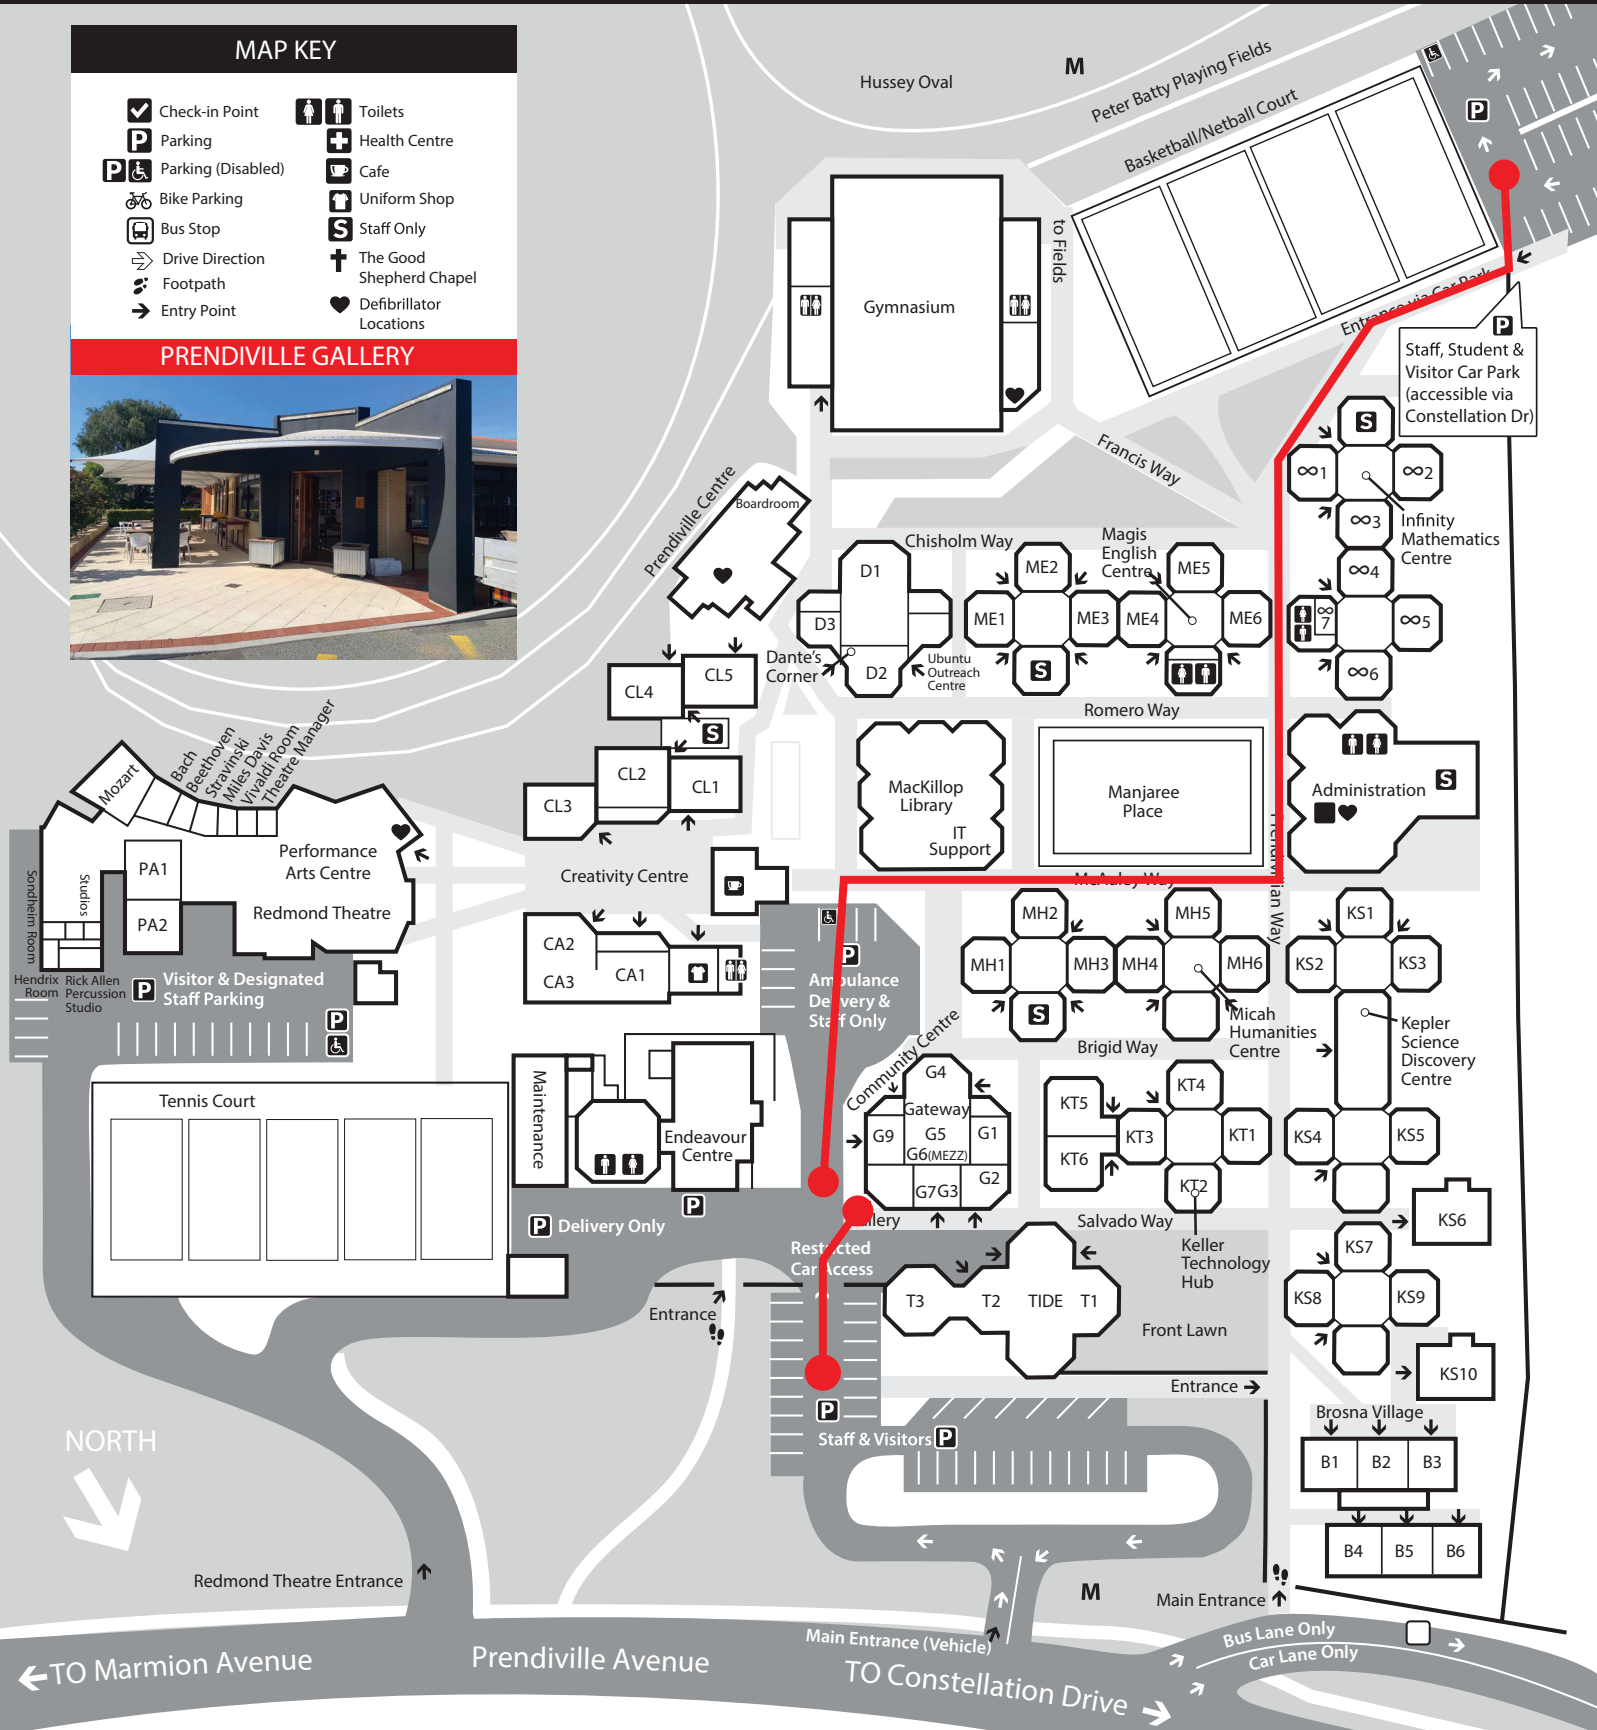 MAP KEY
Check-in Point
Parking
Parking (Disabled)
Bike Parking
Bus Stop
Drive Direction
Footpath
Entry Point
Toilets
Health Centre
Cafe
Uniform Shop
S
Staff Only
The Good
Shepherd Chapel
Defibrillator
Locations
PRENDIVILLE GALLERY
Hussey Oval
M
Peter Batty Playing Fields
Basketball/Netball Court
P
to Fields
Gymnasium
Entrance via Car Park
P
Staff, Student &
Visitor Car Park
(accessible via
Constellation Dr)
Francis Way
S
∞1
∞2
∞3
Infinity
Mathematics
Centre
∞4
∞5
∞
7
∞6
Prendiville Centre
Boardroom
Chisholm Way
Magis
English
Centre
D1
D3
D2
Dante's
Corner
Ubuntu
Outreach
Centre
ME2
ME1
ME3
S
ME5
ME4
ME6
Romero Way
CL4
CL5
S
CL2
CL1
CL3
MacKillop
Library
IT
Support
Manjaree
Place
Administration
S
Mozart
Bach
Beethoven
Stravinski
Miles Davis
Vivaldi Room
Theatre Manager
Performance
Arts Centre
Redmond Theatre
PA1
PA2
Studios
Sondheim Room
Hendrix
Room
Rick Allen
Percussion
Studio
P
Visitor & Designated
Staff Parking
P
Creativity Centre
McAuley Way
Prendivillian Way
CA2
CA3
CA1
P
Ambulance
Delivery &
Staff Only
MH2
MH1
MH3
S
MH5
MH4
MH6
Micah
Humanities
Centre
KS1
KS2
KS3
Kepler
Science
Discovery
Centre
KS4
KS5
KS6
Brigid Way
Community Centre
G4
Gateway
G9
G5
G1
G6(MEZZ)
G7
G3
G2
KT5
KT6
KT4
KT3
KT1
KT2
Keller
Technology
Hub
Salvado Way
Tennis Court
Maintenance
Endeavour
Centre
P
P
Delivery Only
Restricted
Car Access
T3
T2
TIDE
T1
Front Lawn
KS7
KS8
KS9
KS10
Entrance
Entrance
P
Staff & Visitors
P
Brosna Village
B1
B2
B3
B4
B5
B6
NORTH
Redmond Theatre Entrance
M
Main Entrance
Main Entrance (Vehicle)
Bus Lane Only
Car Lane Only
TO Marmion Avenue
Prendiville Avenue
TO Constellation Drive